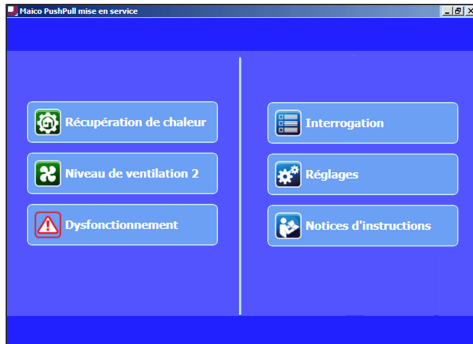 Maico PushPull mise en service
Récupération de chaleur
Niveau de ventilation 2
Dysfonctionnement
Interrogation
Réglages
Notices d'instructions